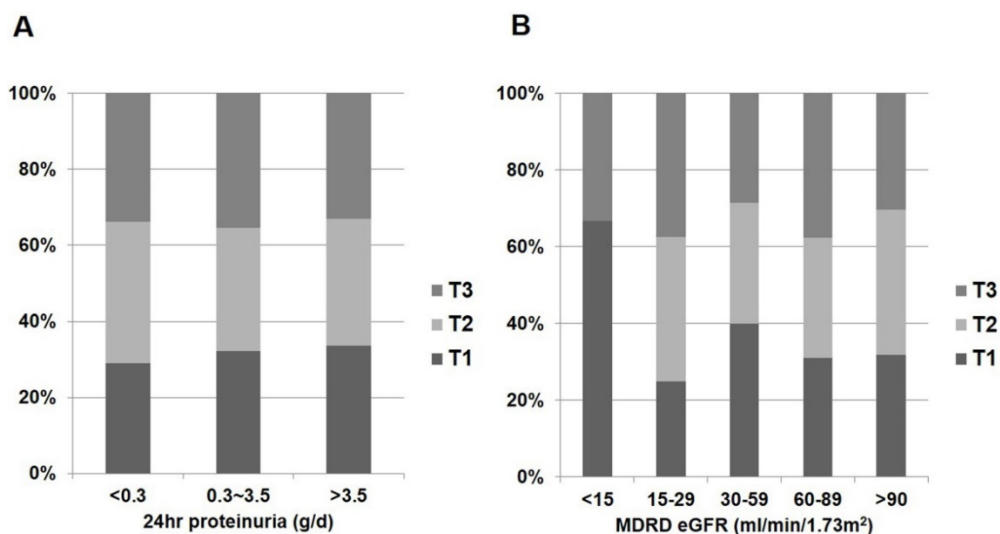 A
100%
80%
60%
40%
20%
0%
<0.3 0.3~3.5 >3.5
24hr proteinuria (g/d)
T3
T2
T1
B
100%
80%
60%
40%
20%
0%
<15 15-29 30-59 60-89 >90
MDRD eGFR (ml/min/1.73m²)
T3
T2
T1